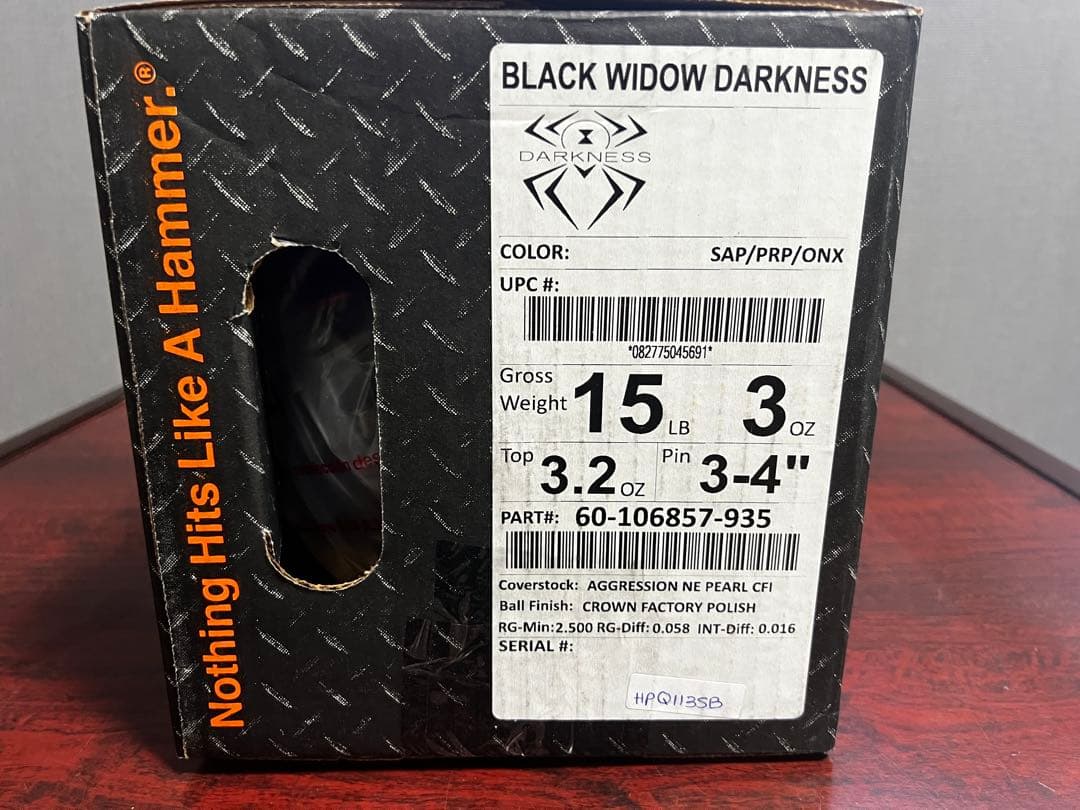 Nothing Hits Like A Hammer.®
BLACK WIDOW DARKNESS
DARKNESS
COLOR: SAP/PRP/ONX
UPC #:
*082775045691*
Gross Weight 15 LB 3 OZ
Top 3.2 OZ Pin 3-4"
PART#: 60-106857-935
Coverstock: AGGRESSION NE PEARL CFI
Ball Finish: CROWN FACTORY POLISH
RG-Min:2.500 RG-Diff: 0.058 INT-Diff: 0.016
SERIAL #:
HPQ1135B